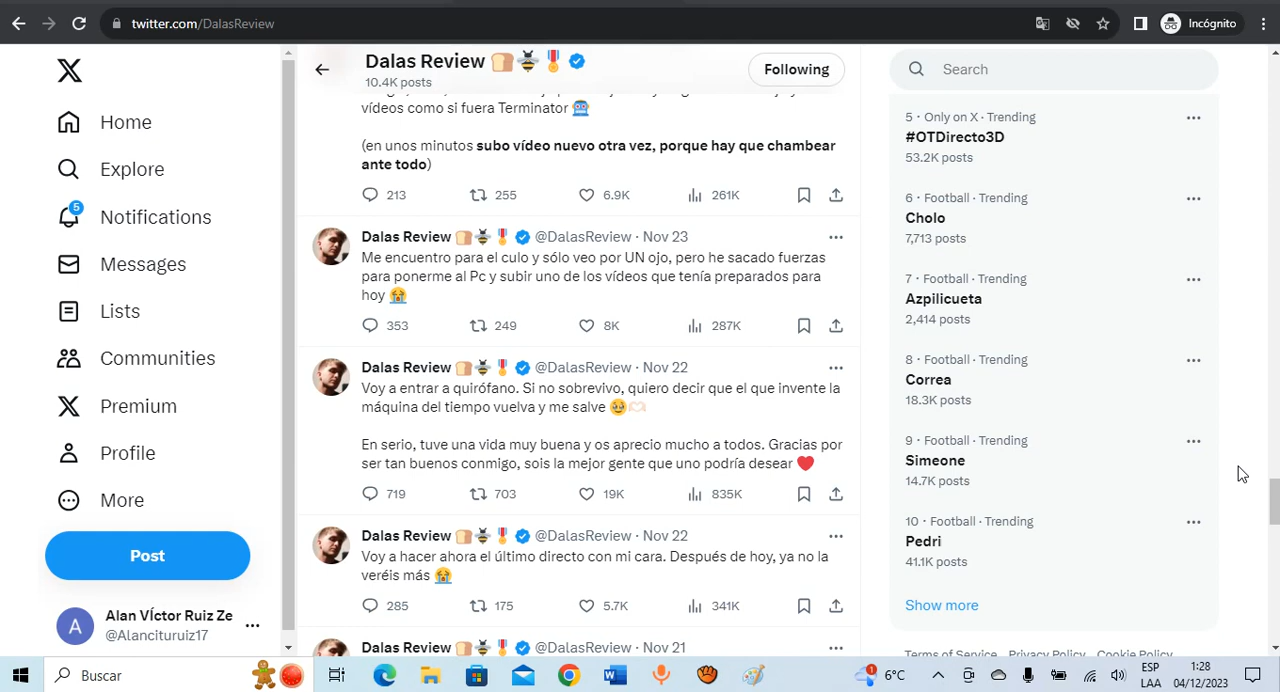 twitter.com/DalasReview
Incógnito
Home
Explore
5
Notifications
Messages
Lists
Communities
Premium
Profile
More
Post
A
Alan VÍctor Ruiz Ze
@Alancituruiz17
Dalas Review 🍞🐝🎖️
10.4K posts
Following
vídeos como si fuera Terminator 🥶
(en unos minutos subo vídeo nuevo otra vez, porque hay que chambear
ante todo)
213 255 6.9K 261K
Dalas Review 🍞🐝🎖️ @DalasReview · Nov 23
Me encuentro para el culo y sólo veo por UN ojo, pero he sacado fuerzas
para ponerme al Pc y subir uno de los vídeos que tenía preparados para
hoy 😭
353 249 8K 287K
Dalas Review 🍞🐝🎖️ @DalasReview · Nov 22
Voy a entrar a quirófano. Si no sobrevivo, quiero decir que el que invente la
máquina del tiempo vuelva y me salve 🥹🫶🏻
En serio, tuve una vida muy buena y os aprecio mucho a todos. Gracias por
ser tan buenos conmigo, sois la mejor gente que uno podría desear ❤️
719 703 19K 835K
Dalas Review 🍞🐝🎖️ @DalasReview · Nov 22
Voy a hacer ahora el último directo con mi cara. Después de hoy, ya no la
veréis más 😭
285 175 5.7K 341K
Dalas Review 🍞🐝🎖️ @DalasReview · Nov 21
Search
5 · Only on X · Trending
#OTDirecto3D
53.2K posts
6 · Football · Trending
Cholo
7,713 posts
7 · Football · Trending
Azpilicueta
2,414 posts
8 · Football · Trending
Correa
18.3K posts
9 · Football · Trending
Simeone
14.7K posts
10 · Football · Trending
Pedri
41.1K posts
Show more
Terms of Service Privacy Policy Cookie Policy
Buscar
1
6°C
ESP
LAA
1:28
04/12/2023